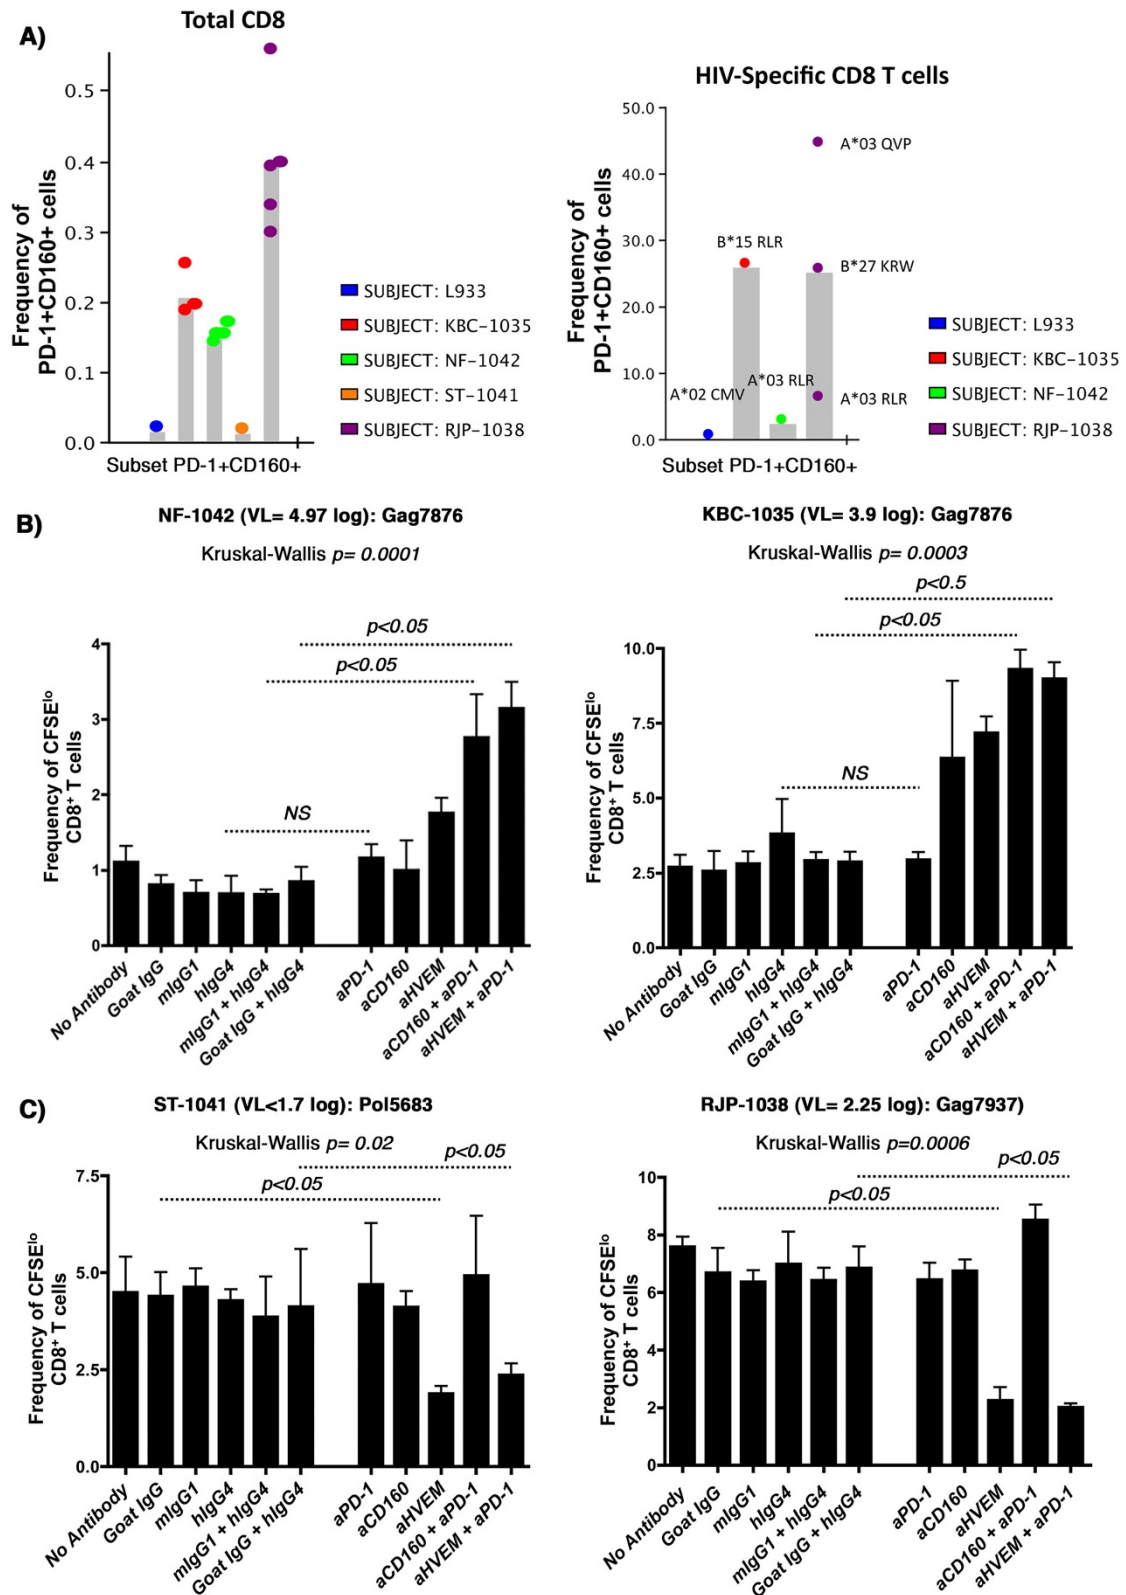 A)
Total CD8
Frequency of
PD-1+CD160+ cells
0.5
0.4
0.3
0.2
0.1
0.0
Subset PD-1+CD160+
SUBJECT: L933
SUBJECT: KBC-1035
SUBJECT: NF-1042
SUBJECT: ST-1041
SUBJECT: RJP-1038
HIV-Specific CD8 T cells
Frequency of
PD-1+CD160+ cells
50.0
40.0
30.0
20.0
10.0
0.0
A*03 QVP
B*15 RLR
B*27 KRW
A*02 CMV
A*03 RLR
A*03 RLR
Subset PD-1+CD160+
SUBJECT: L933
SUBJECT: KBC-1035
SUBJECT: NF-1042
SUBJECT: RJP-1038
B)
NF-1042 (VL= 4.97 log): Gag7876
Kruskal-Wallis p= 0.0001
p<0.05
p<0.05
NS
Frequency of CFSElo
CD8+ T cells
4
3
2
1
0
No Antibody
Goat IgG
mIgG1
hIgG4
mIgG1 + hIgG4
Goat IgG + hIgG4
aPD-1
aCD160
aHVEM
aCD160 + aPD-1
aHVEM + aPD-1
KBC-1035 (VL= 3.9 log): Gag7876
Kruskal-Wallis p= 0.0003
p<0.5
p<0.05
NS
Frequency of CFSElo
CD8+ T cells
10.0
7.5
5.0
2.5
0.0
No Antibody
Goat IgG
mIgG1
hIgG4
mIgG1 + hIgG4
Goat IgG + hIgG4
aPD-1
aCD160
aHVEM
aCD160 + aPD-1
aHVEM + aPD-1
C)
ST-1041 (VL<1.7 log): Pol5683
Kruskal-Wallis p= 0.02
p<0.05
p<0.05
Frequency of CFSElo
CD8+ T cells
7.5
5.0
2.5
0.0
No Antibody
Goat IgG
mIgG1
hIgG4
mIgG1 + hIgG4
Goat IgG + hIgG4
aPD-1
aCD160
aHVEM
aCD160 + aPD-1
aHVEM + aPD-1
RJP-1038 (VL= 2.25 log): Gag7937)
Kruskal-Wallis p=0.0006
p<0.05
p<0.05
Frequency of CFSElo
CD8+ T cells
10
8
6
4
2
0
No Antibody
Goat IgG
mIgG1
hIgG4
mIgG1 + hIgG4
Goat IgG + hIgG4
aPD-1
aCD160
aHVEM
aCD160 + aPD-1
aHVEM + aPD-1